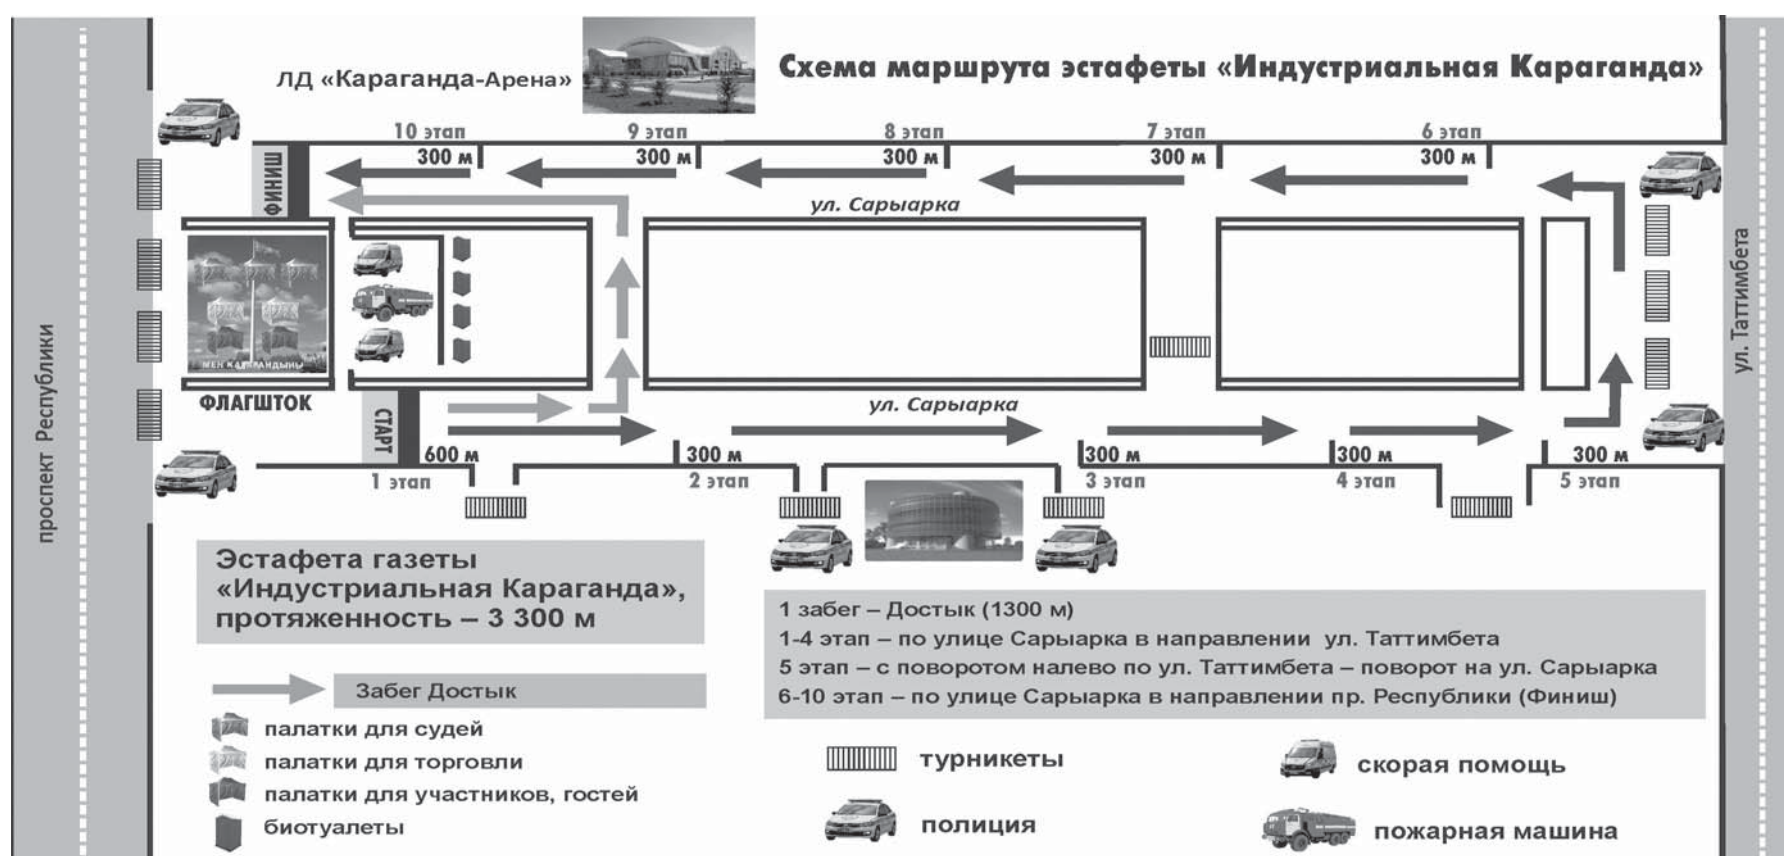 ЛД «Караганда-Арена»
Схема маршрута эстафеты «Индустриальная Караганда»
10 этап
9 этап
8 этап
7 этап
6 этап
300 м
300 м
300 м
300 м
300 м
ФИНИШ
ул. Сарыарка
проспект Республики
ул. Таттимбета
МЕН ҚАРАҒАНДЫНЫ
ФЛАГШТОК
СТАРТ
ул. Сарыарка
600 м
300 м
300 м
300 м
300 м
1 этап
2 этап
3 этап
4 этап
5 этап
Эстафета газеты
«Индустриальная Караганда»,
протяженность – 3 300 м
1 забег – Достык (1300 м)
1-4 этап – по улице Сарыарка в направлении ул. Таттимбета
5 этап – с поворотом налево по ул. Таттимбета – поворот на ул. Сарыарка
6-10 этап – по улице Сарыарка в направлении пр. Республики (Финиш)
Забег Достык
палатки для судей
палатки для торговли
палатки для участников, гостей
биотуалеты
турникеты
полиция
скорая помощь
пожарная машина